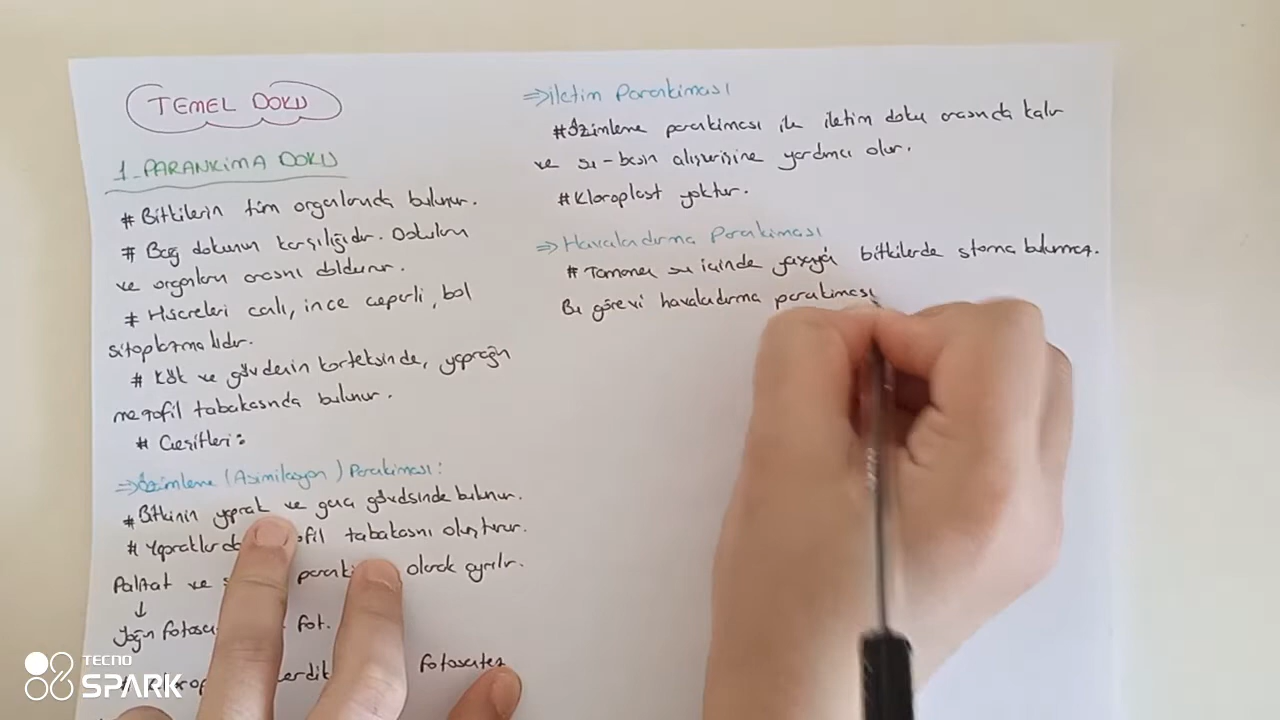 TEMEL DOKU
1-PARANKİMA DOKU
# Bitkilerin tüm organlarında bulunur.
# Bağ dokunun karşılığıdır. Dokuların
ve organların arasını doldurur.
# Hücreleri canlı, ince çeperli, bol
sitoplazmalıdır.
# Kök ve gövdenin korteksinde, yaprağın
mezofil tabakasında bulunur.
# Çeşitleri:
⇒Özümleme (Asimilasyon) Parankiması:
# Bitkinin yaprak ve genç gövdesinde bulunur.
# Yapraklarda ofil tabakasını oluşturur.
Palizat ve olarak ayrılır.
↓
Yoğun fot.
fotosentez
⇒İletim Parankiması
# Özümleme parankiması ile iletim doku arasında kalır
ve su-besin alışverişine yardımcı olur.
# Kloroplast yoktur.
⇒Havalandırma Parankiması
# Tamamen su içinde yaşayan bitkilerde stoma bulunmaz.
Bu görevi havalandırma parankiması
TECNO
SPARK